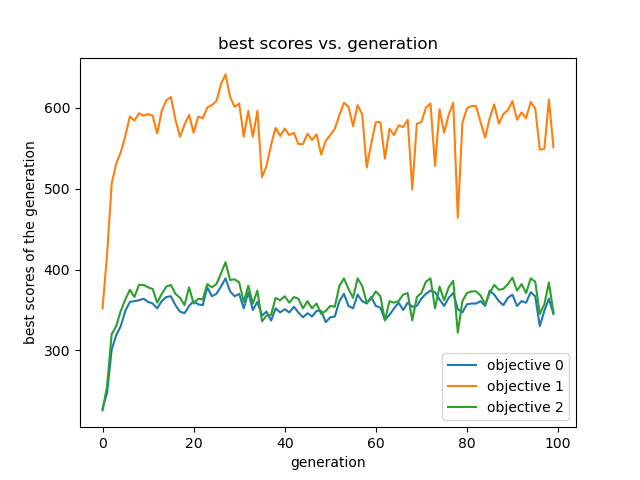 best scores vs. generation
best scores of the generation
600
500
400
300
0
20
40
60
80
100
generation
objective 0
objective 1
objective 2